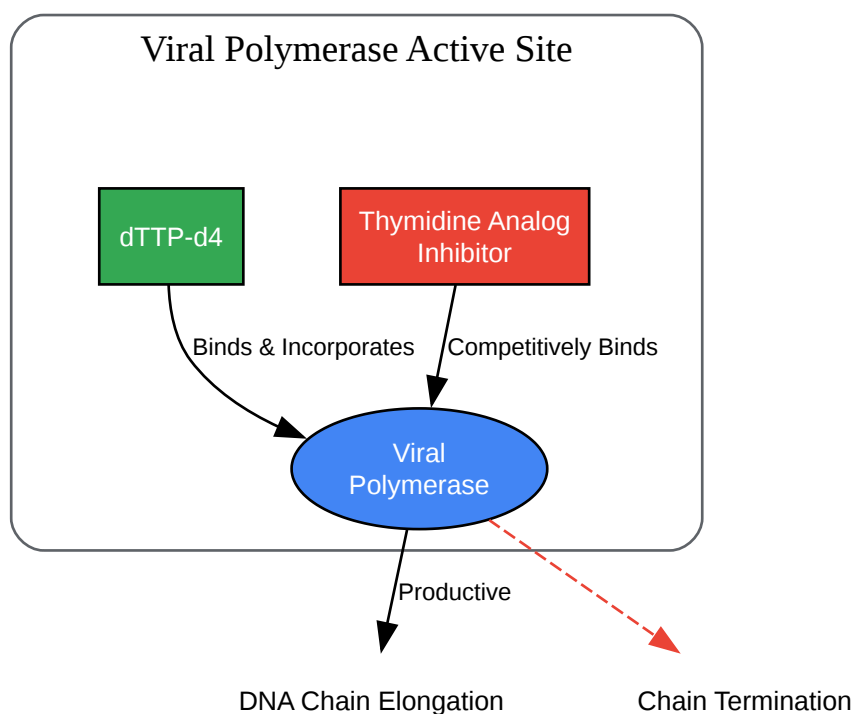 Viral Polymerase Active Site
dTTP-d4
Thymidine Analog
Inhibitor
Binds & Incorporates
Competitively Binds
Viral
Polymerase
Productive
DNA Chain Elongation
Chain Termination